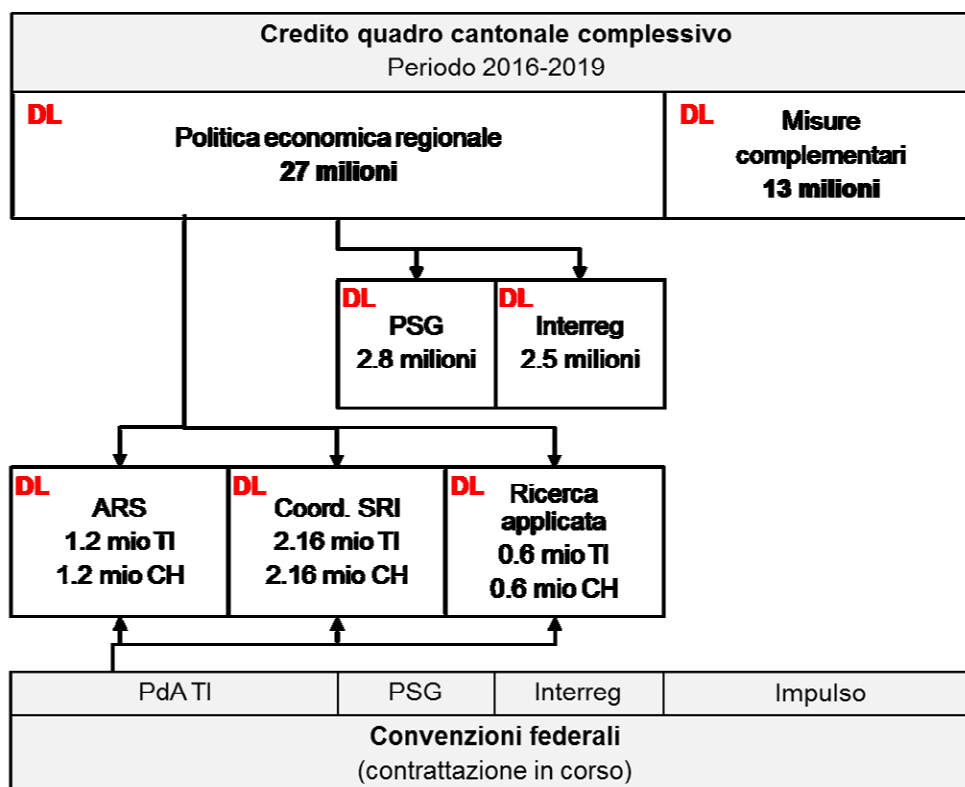 Credito quadro cantonale complessivo
Periodo 2016-2019
DL
Politica economica regionale
27 milioni
DL
Misure
complementari
13 milioni
DL
PSG
2.8 milioni
DL
Interreg
2.5 milioni
DL
ARS
1.2 mio TI
1.2 mio CH
DL
Coord. SRI
2.16 mio TI
2.16 mio CH
DL
Ricerca
applicata
0.6 mio TI
0.6 mio CH
PdA TI
PSG
Interreg
Impulso
Convenzioni federali
(contrattazione in corso)